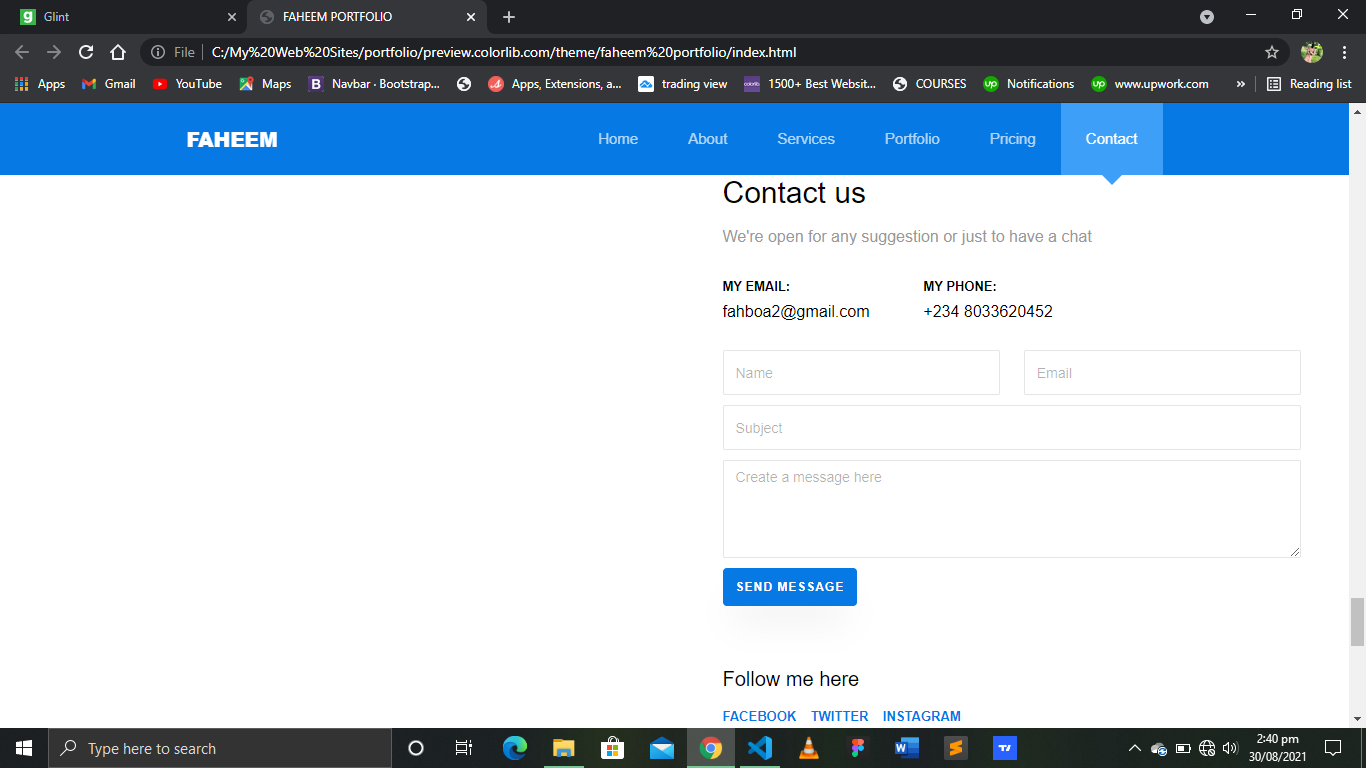 Glint
FAHEEM PORTFOLIO
File
C:/My%20Web%20Sites/portfolio/preview.colorlib.com/theme/faheem%20portfolio/index.html
Apps Gmail YouTube Maps B Navbar · Bootstrap... Apps, Extensions, a... trading view 1500+ Best Websit... COURSES up Notifications up www.upwork.com » Reading list
FAHEEM Home About Services Portfolio Pricing Contact
Contact us
We're open for any suggestion or just to have a chat
MY EMAIL: MY PHONE:
fahboa2@gmail.com +234 8033620452
Name Email
Subject
Create a message here
SEND MESSAGE
Follow me here
FACEBOOK TWITTER INSTAGRAM
Type here to search
2:40 pm
30/08/2021